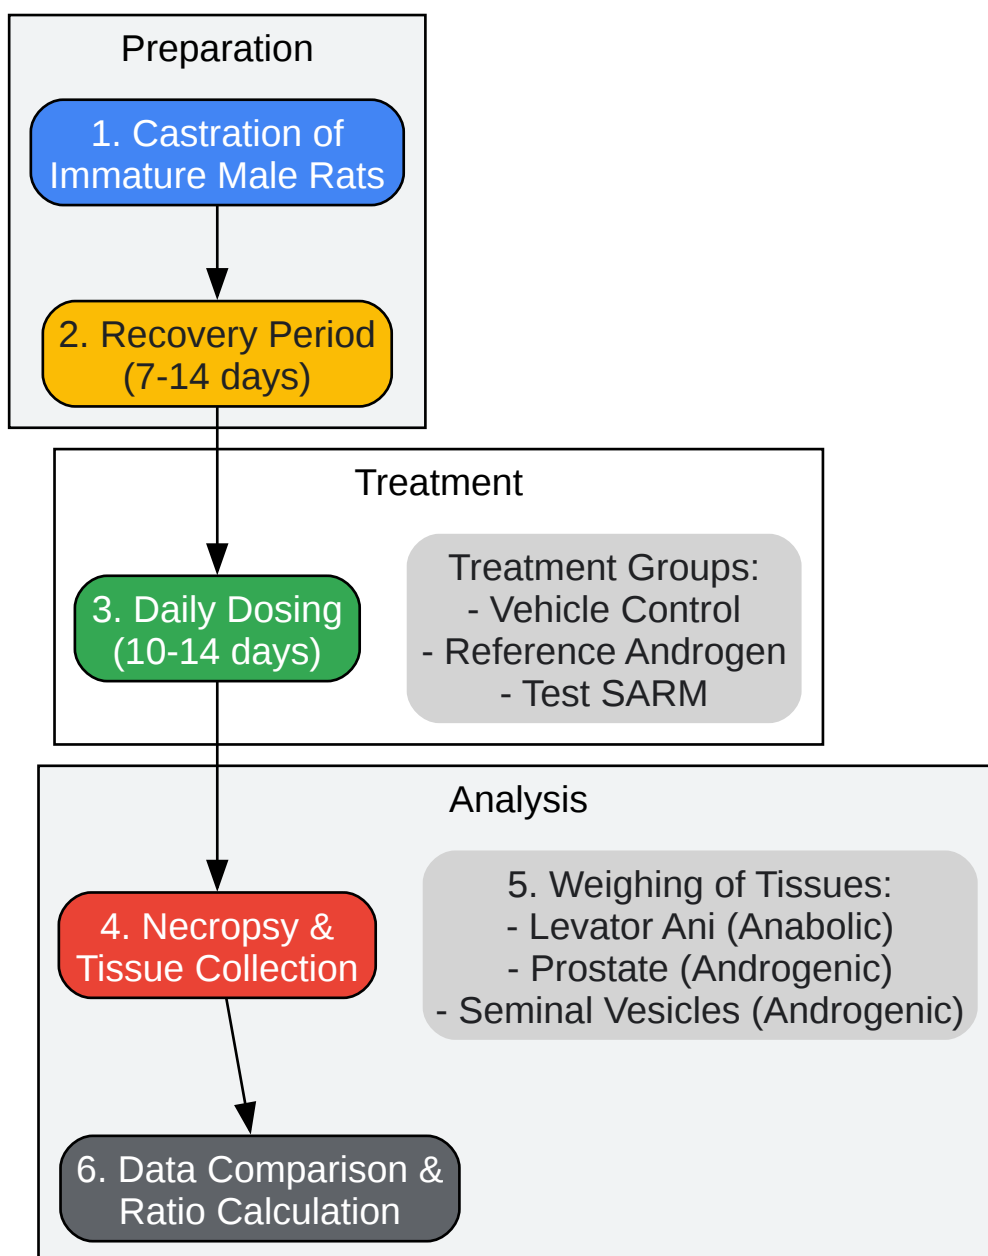 Preparation
1. Castration of
Immature Male Rats
2. Recovery Period
(7-14 days)
Treatment
3. Daily Dosing
(10-14 days)
Treatment Groups:
- Vehicle Control
- Reference Androgen
- Test SARM
Analysis
4. Necropsy &
Tissue Collection
5. Weighing of Tissues:
- Levator Ani (Anabolic)
- Prostate (Androgenic)
- Seminal Vesicles (Androgenic)
6. Data Comparison &
Ratio Calculation